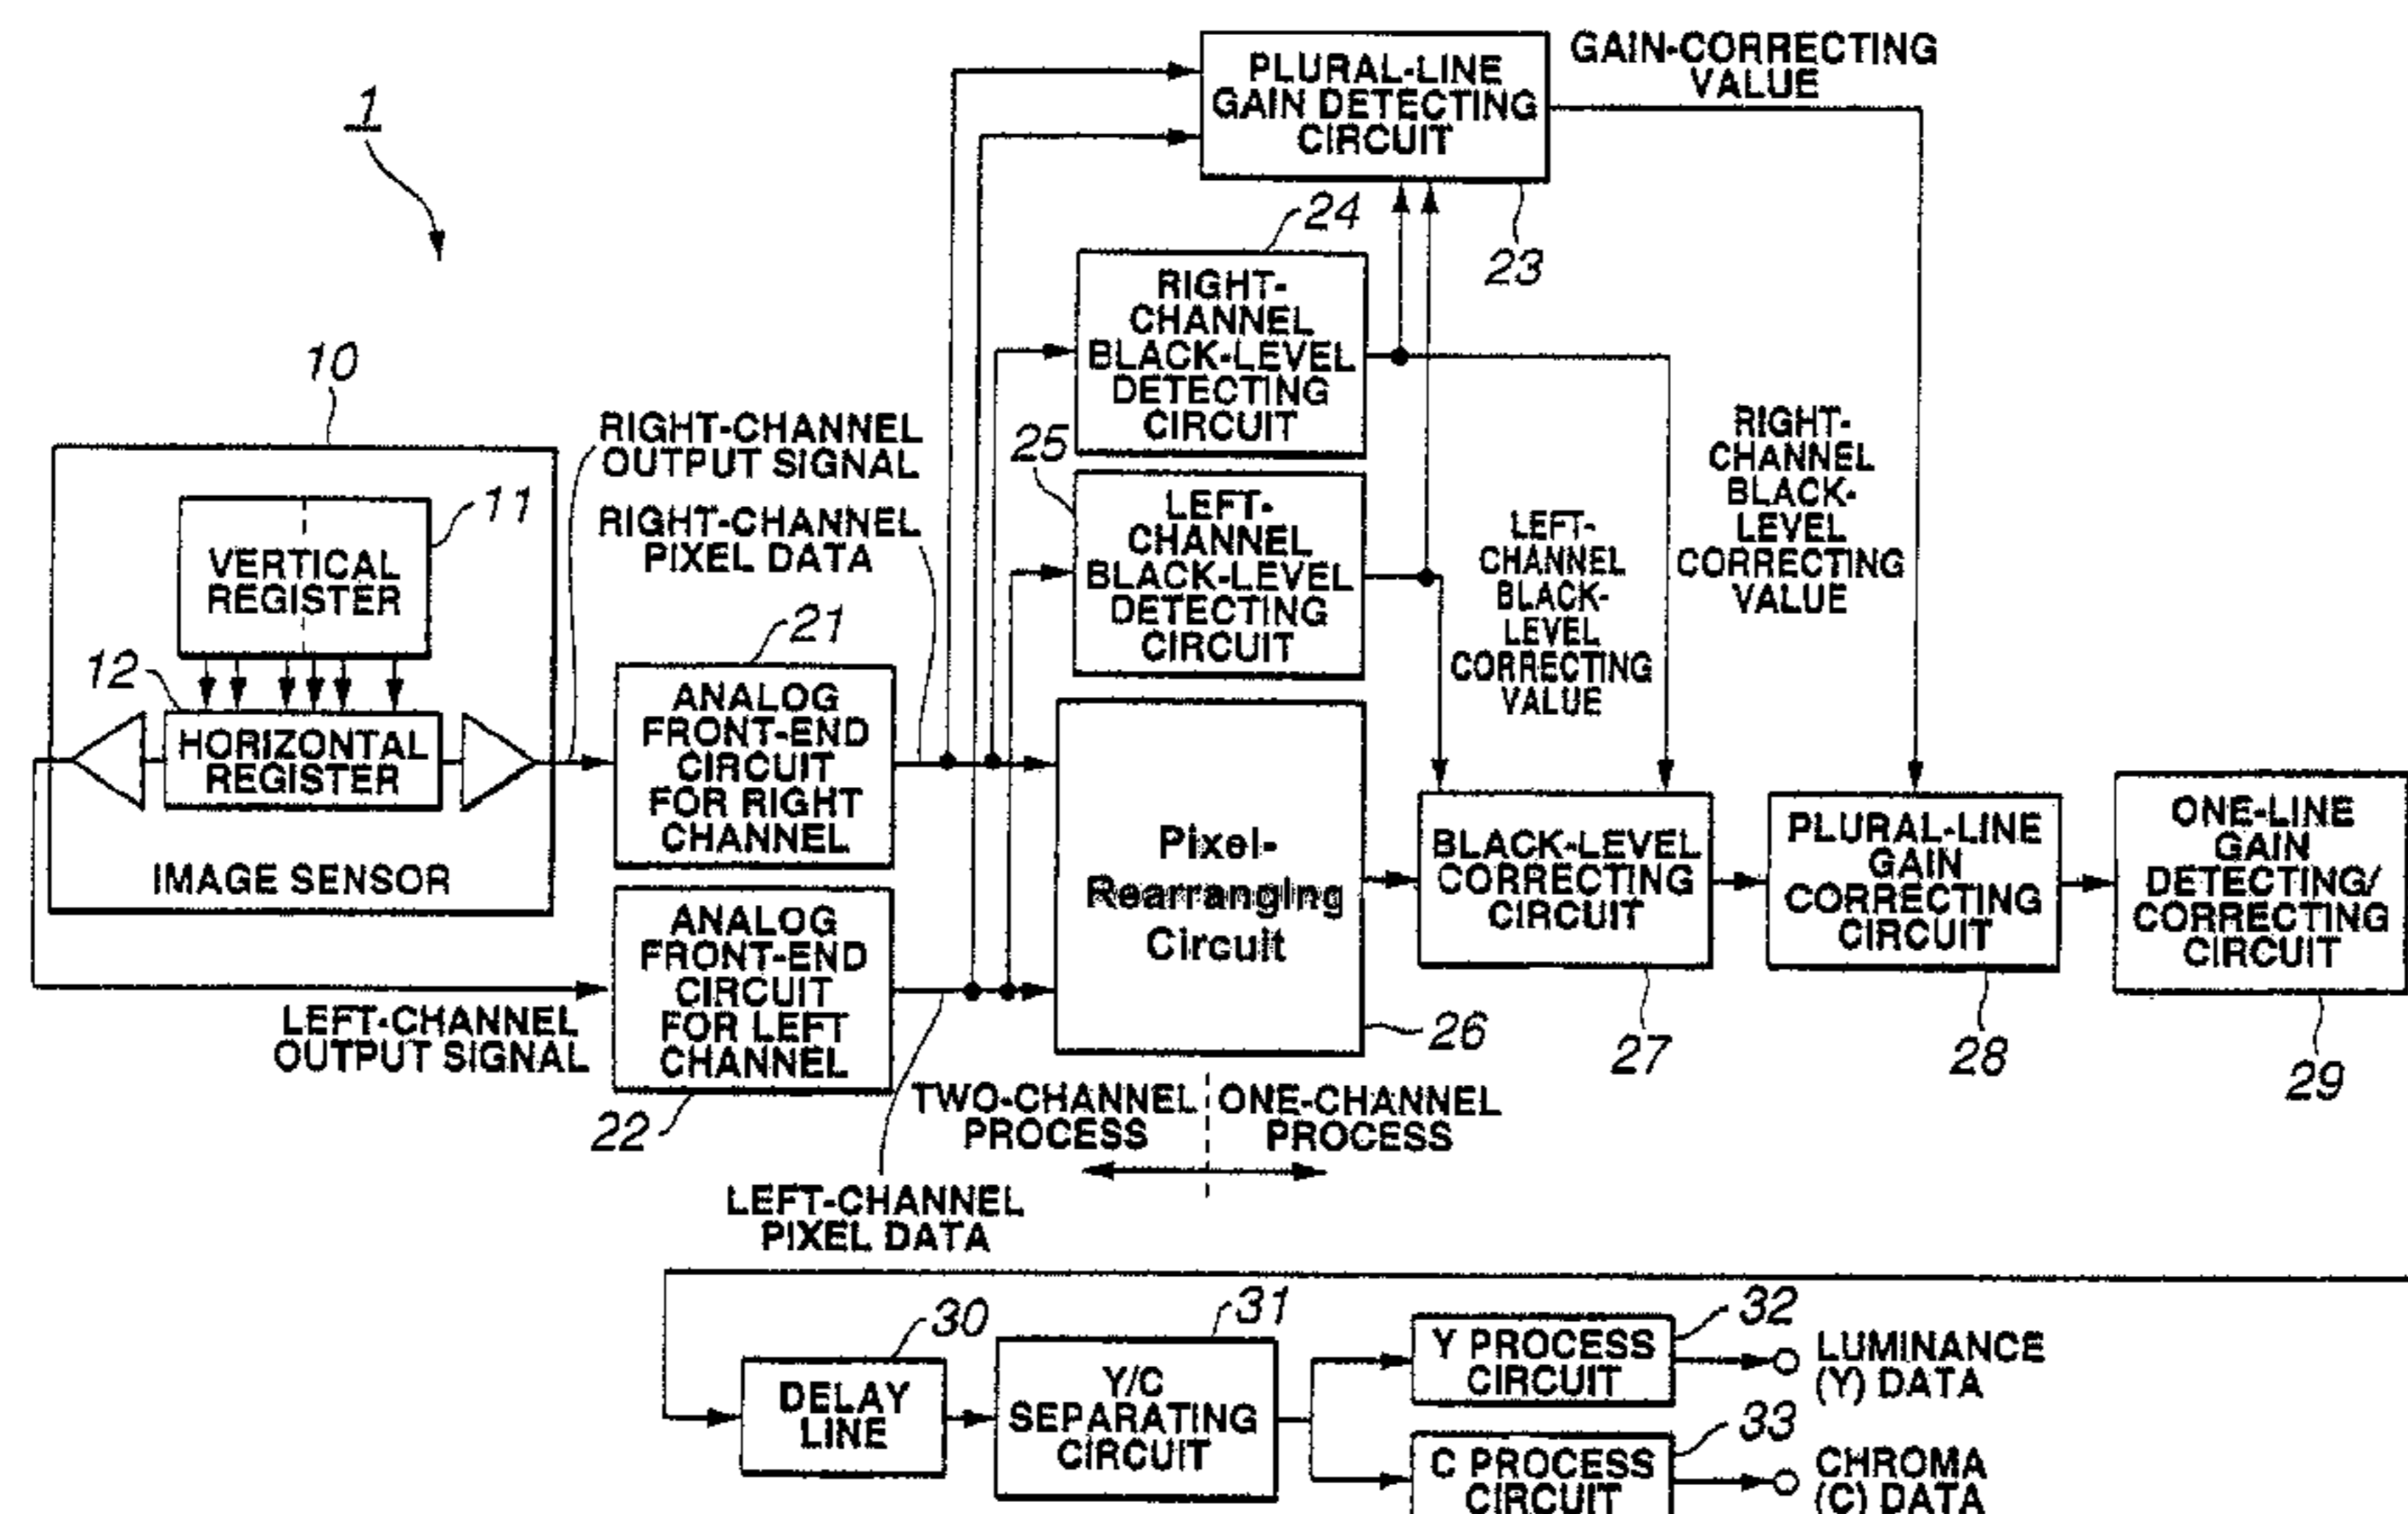 1
PLURAL-LINE
GAIN DETECTING
CIRCUIT
GAIN-CORRECTING
VALUE
23
24
RIGHT-
CHANNEL
BLACK-LEVEL
DETECTING
CIRCUIT
25
LEFT-
CHANNEL
BLACK-LEVEL
DETECTING
CIRCUIT
10
11
VERTICAL
REGISTER
12
HORIZONTAL
REGISTER
IMAGE SENSOR
RIGHT-CHANNEL
OUTPUT SIGNAL
RIGHT-CHANNEL
PIXEL DATA
21
ANALOG
FRONT-END
CIRCUIT
FOR RIGHT
CHANNEL
LEFT-CHANNEL
OUTPUT SIGNAL
ANALOG
FRONT-END
CIRCUIT
FOR LEFT
CHANNEL
22
LEFT-CHANNEL
PIXEL DATA
Pixel-
Rearranging
Circuit
26
TWO-CHANNEL
PROCESS
ONE-CHANNEL
PROCESS
LEFT-
CHANNEL
BLACK-
LEVEL
CORRECTING
VALUE
RIGHT-
CHANNEL
BLACK-
LEVEL
CORRECTING
VALUE
BLACK-LEVEL
CORRECTING
CIRCUIT
27
PLURAL-LINE
GAIN
CORRECTING
CIRCUIT
28
ONE-LINE
GAIN
DETECTING/
CORRECTING
CIRCUIT
29
30
DELAY
LINE
31
Y/C
SEPARATING
CIRCUIT
32
Y PROCESS
CIRCUIT
LUMINANCE
(Y) DATA
33
C PROCESS
CIRCUIT
CHROMA
(C) DATA